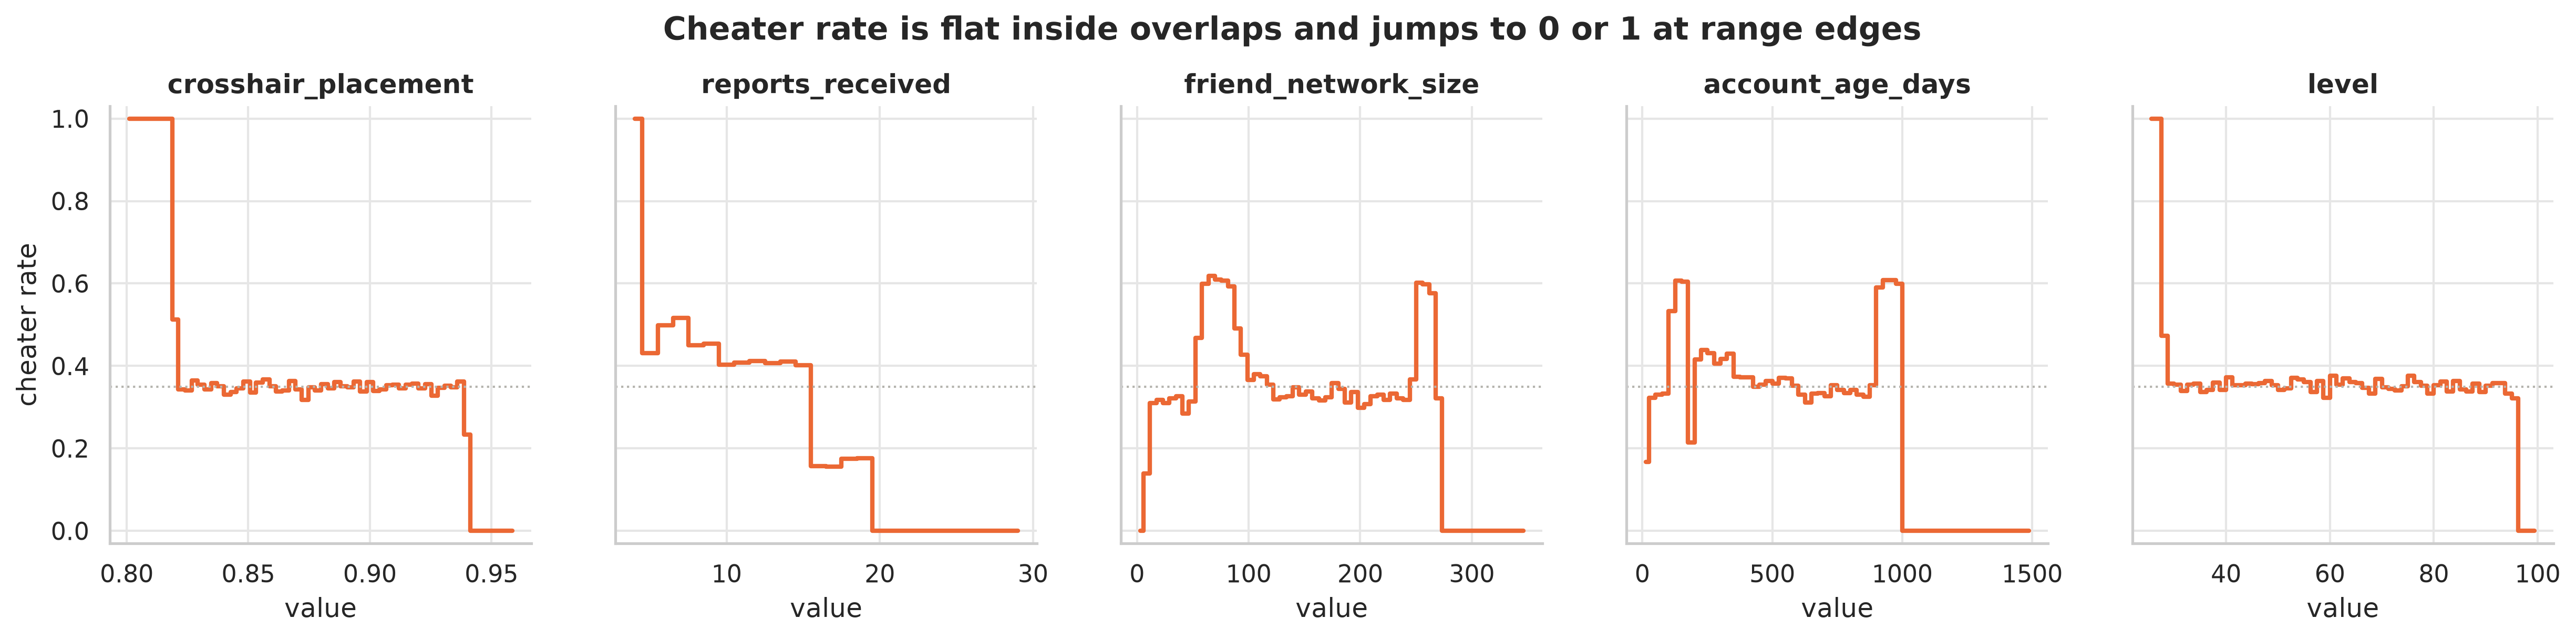 Cheater rate is flat inside overlaps and jumps to 0 or 1 at range edges
crosshair_placement
reports_received
friend_network_size
account_age_days
level
cheater rate
1.0
0.8
0.6
0.4
0.2
0.0
0.80 0.85 0.90 0.95
10 20 30
0 100 200 300
0 500 1000 1500
40 60 80 100
value
value
value
value
value